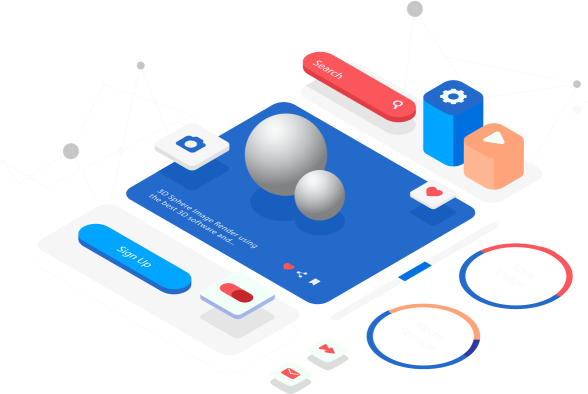 Search
3D Sphere Image Render using
the best 3D software and..
Sign Up